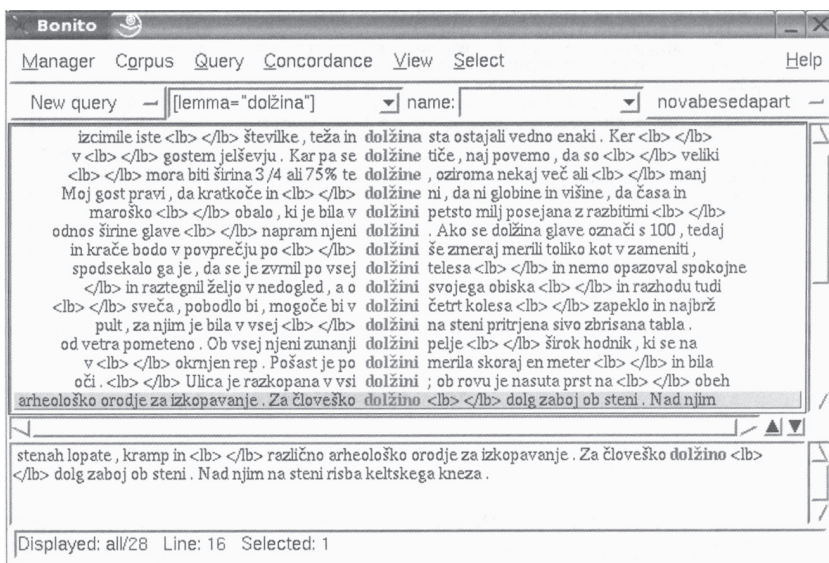 Bonito
Manager Corpus Query Concordance View Select Help
New query [lemma="dolžina"] name: novabesedapart
izcimile iste <lb> </lb> številke , teža in dolžina sta ostajali vedno enaki . Ker <lb> </lb>
v <lb> </lb> gostem jelševju . Kar pa se dolžine tiče , naj povemo , da so <lb> </lb> veliki
<lb> </lb> mora biti širina 3 /4 ali 75% te dolžine , oziroma nekaj več ali <lb> </lb> manj
Moj gost pravi , da kratkoče in <lb> </lb> dolžine ni , da ni globine in višine , da časa in
maroško <lb> </lb> obalo , ki je bila v dolžini petsto milj posejana z razbitimi <lb> </lb>
odnos širine glave <lb> </lb> napram njeni dolžini . Ako se dolžina glave označi s 100 , tedaj
in krače bodo v povprečju po <lb> </lb> dolžini še zmeraj merili toliko kot v zameniti ,
spodsekalo ga je , da se je zvrnil po vsej dolžini telesa <lb> </lb> in nemo opazoval spokojne
</lb> in raztegnil željo v nedogled , a o dolžini svojega obiska <lb> </lb> in razhodu tudi
<lb> </lb> sveča , pobodlo bi , mogoče bi v dolžini četrt kolesa <lb> </lb> zapeklo in najbrž
pult , za njim je bila v vsej <lb> </lb> dolžini na steni pritrjena sivo zbrisana tabla .
od vetra pometeno . Ob vsej njeni zunanji dolžini pelje <lb> </lb> širok hodnik , ki se na
v <lb> </lb> okrnjen rep . Pošast je po dolžini merila skoraj en meter <lb> </lb> in bila
oči . <lb> </lb> Ulica je razkopana v vsi dolžini ; ob rovu je nasuta prst na <lb> </lb> obeh
arheološko orodje za izkopavanje . Za človeško dolžino <lb> </lb> dolg zaboj ob steni . Nad njim
stenah lopate , kramp in <lb> </lb> različno arheološko orodje za izkopavanje . Za človeško dolžino <lb>
</lb> dolg zaboj ob steni . Nad njim na steni risba keltskega kneza .
Displayed: all/28 Line: 16 Selected: 1